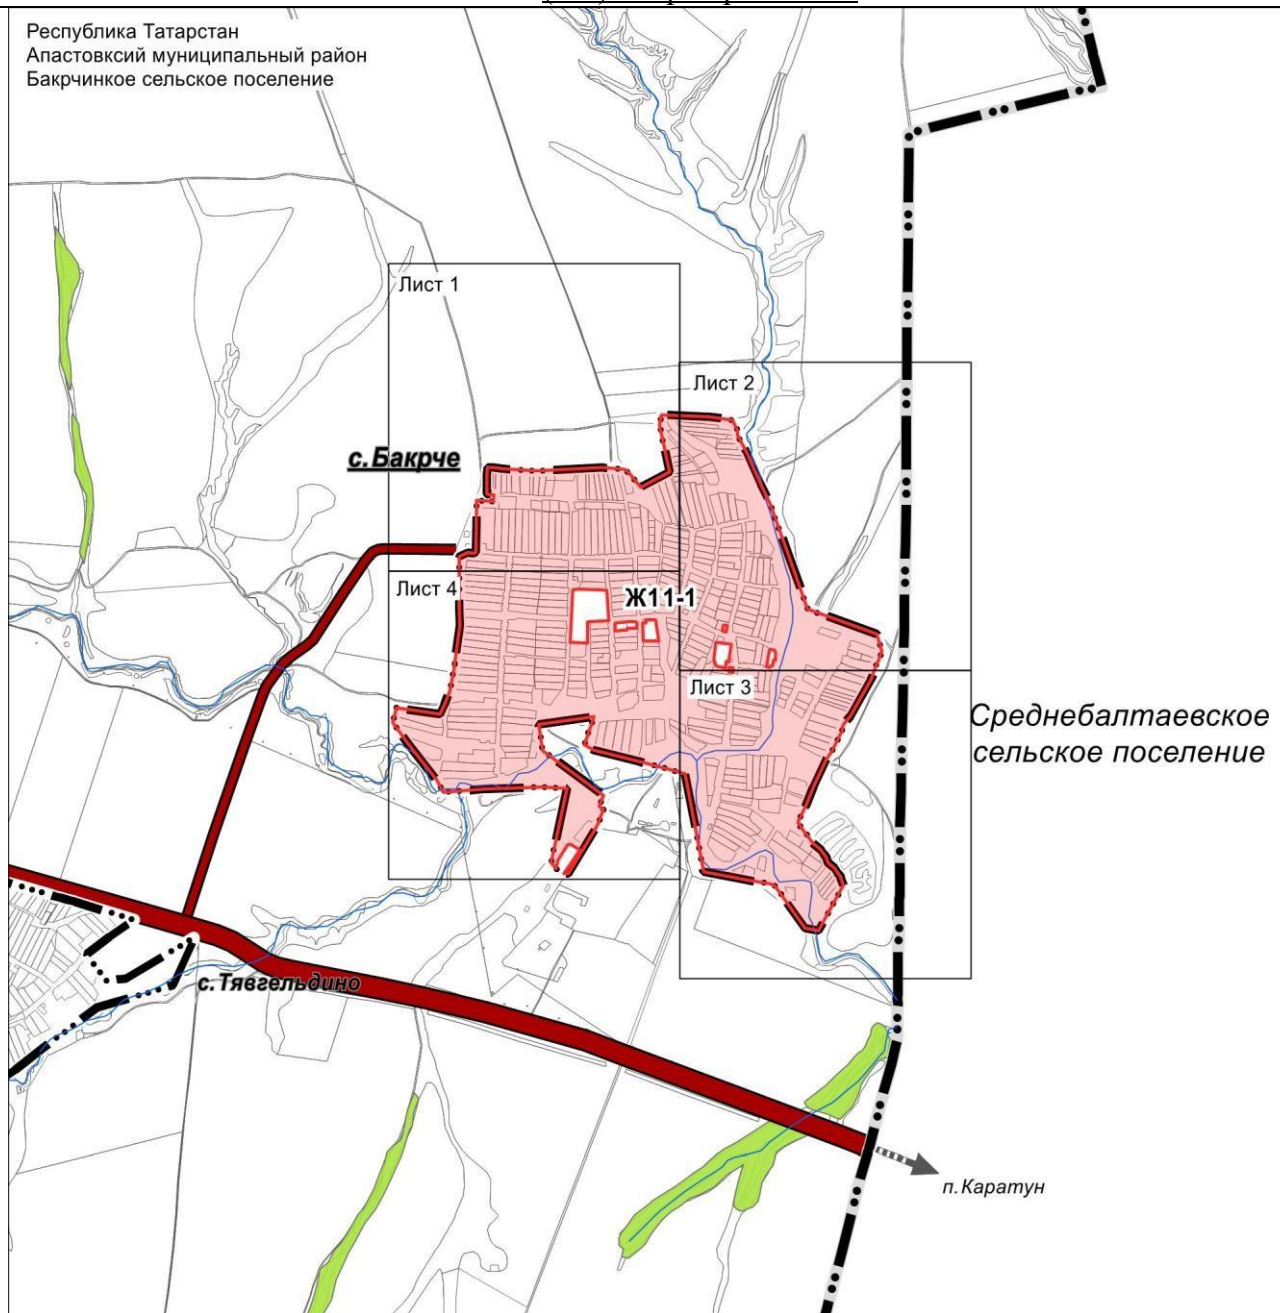 Республика Татарстан
Апастовксий муниципальный район
Бакрчинкое сельское поселение
Лист 1
Лист 2
с.Бакрче
Лист 4
Ж11-1
Лист 3
Среднебалтаевское
сельское поселение
с.Тявгельдино
п.Каратун